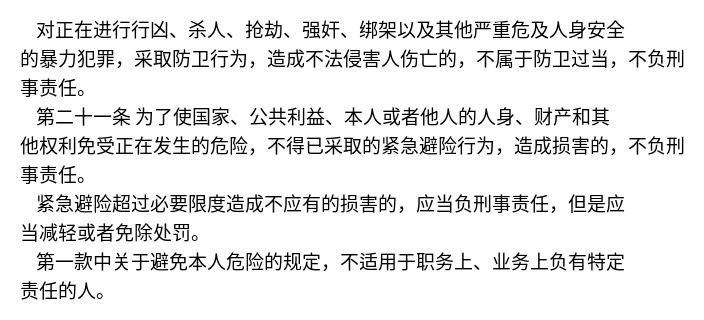 对正在进行行凶、杀人、抢劫、强奸、绑架以及其他严重危及人身安全
的暴力犯罪，采取防卫行为，造成不法侵害人伤亡的，不属于防卫过当，不负刑
事责任。
第二十一条 为了使国家、公共利益、本人或者他人的人身、财产和其
他权利免受正在发生的危险，不得已采取的紧急避险行为，造成损害的，不负刑
事责任。
紧急避险超过必要限度造成不应有的损害的，应当负刑事责任，但是应
当减轻或者免除处罚。
第一款中关于避免本人危险的规定，不适用于职务上、业务上负有特定
责任的人。